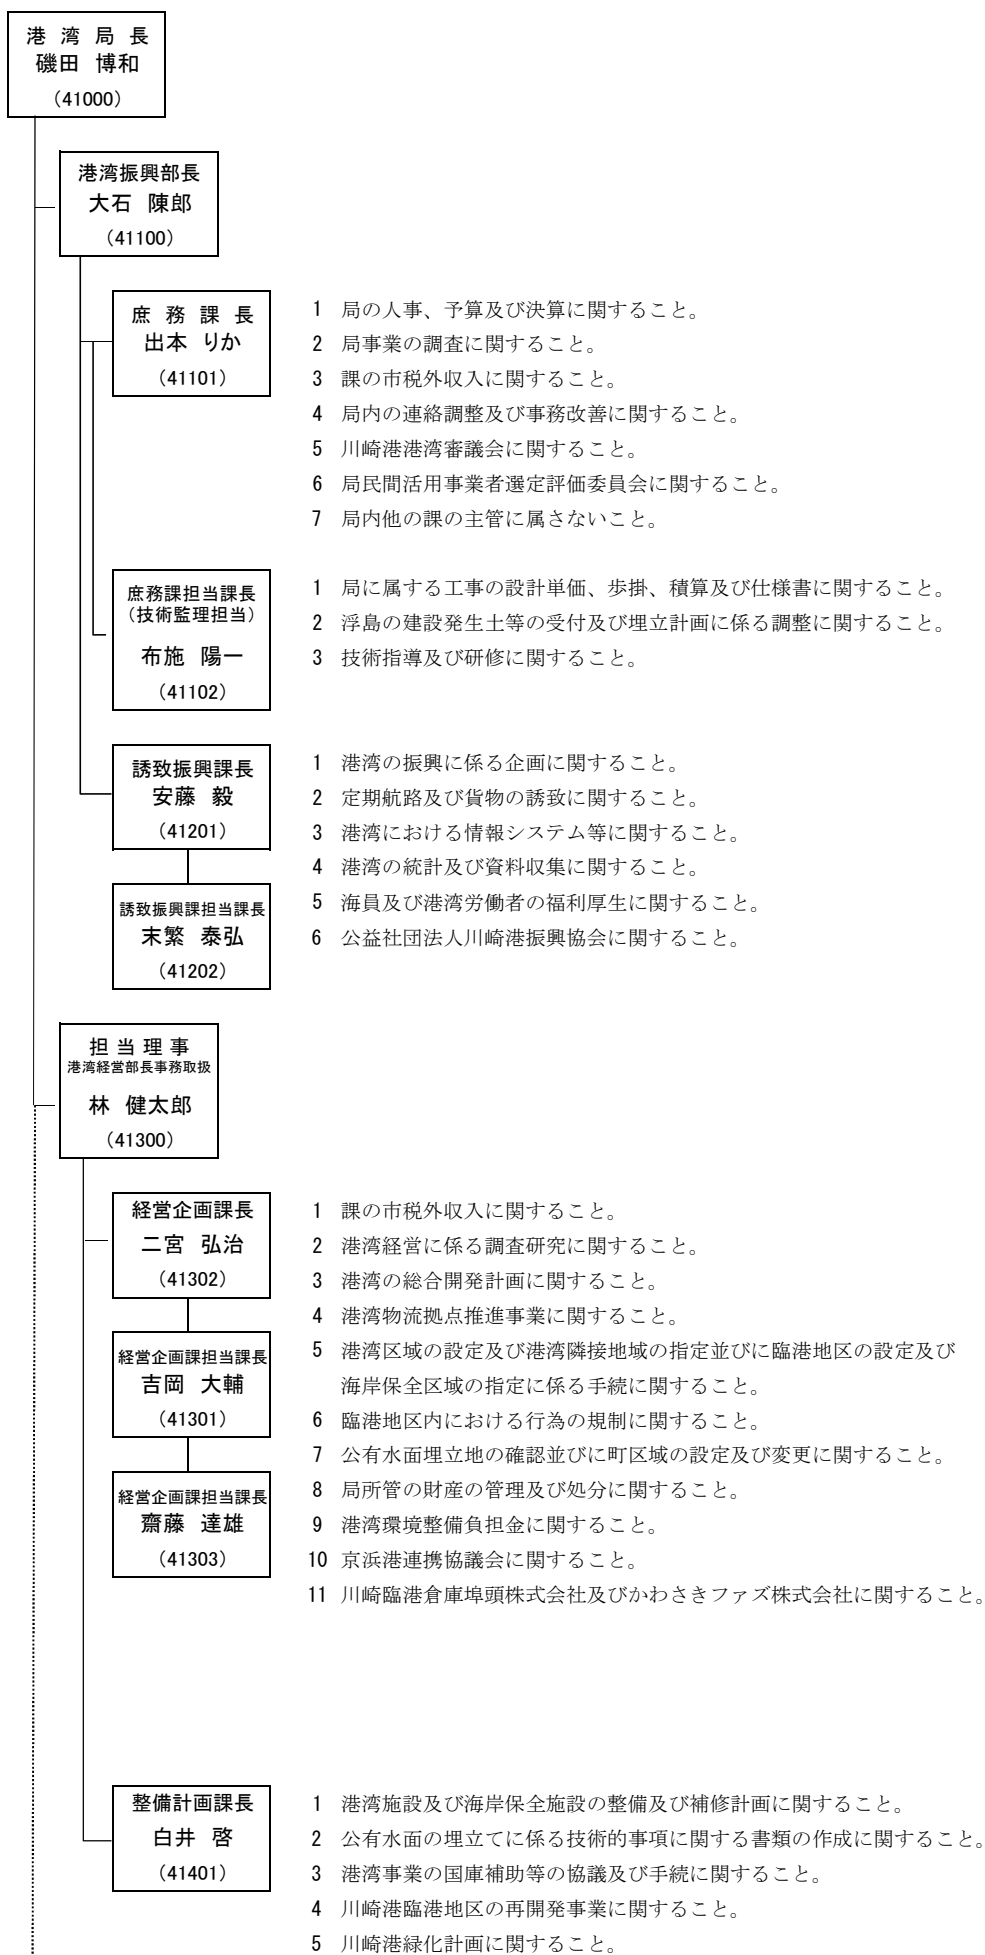 港 湾 局 長
磯田 博和
（41000）
港湾振興部長
大石 陳郎
（41100）
庶 務 課 長
出本 りか
（41101）
1 局の人事、予算及び決算に関すること。
2 局事業の調査に関すること。
3 課の市税外収入に関すること。
4 局内の連絡調整及び事務改善に関すること。
5 川崎港港湾審議会に関すること。
6 局民間活用事業者選定評価委員会に関すること。
7 局内他の課の主管に属さないこと。
庶務課担当課長
（技術監理担当）
布施 陽一
（41102）
1 局に属する工事の設計単価、歩掛、積算及び仕様書に関すること。
2 浮島の建設発生土等の受付及び埋立計画に係る調整に関すること。
3 技術指導及び研修に関すること。
誘致振興課長
安藤 毅
（41201）
誘致振興課担当課長
末繁 泰弘
（41202）
1 港湾の振興に係る企画に関すること。
2 定期航路及び貨物の誘致に関すること。
3 港湾における情報システム等に関すること。
4 港湾の統計及び資料収集に関すること。
5 海員及び港湾労働者の福利厚生に関すること。
6 公益社団法人川崎港振興協会に関すること。
担 当 理 事
港湾経営部長事務取扱
林 健太郎
（41300）
経営企画課長
二宮 弘治
（41302）
経営企画課担当課長
吉岡 大輔
（41301）
経営企画課担当課長
齋藤 達雄
（41303）
1 課の市税外収入に関すること。
2 港湾経営に係る調査研究に関すること。
3 港湾の総合開発計画に関すること。
4 港湾物流拠点推進事業に関すること。
5 港湾区域の設定及び港湾隣接地域の指定並びに臨港地区の設定及び
海岸保全区域の指定に係る手続に関すること。
6 臨港地区内における行為の規制に関すること。
7 公有水面埋立地の確認並びに町区域の設定及び変更に関すること。
8 局所管の財産の管理及び処分に関すること。
9 港湾環境整備負担金に関すること。
10 京浜港連携協議会に関すること。
11 川崎臨港倉庫埠頭株式会社及びかわさきファズ株式会社に関すること。
整備計画課長
白井 啓
（41401）
1 港湾施設及び海岸保全施設の整備及び補修計画に関すること。
2 公有水面の埋立てに係る技術的事項に関する書類の作成に関すること。
3 港湾事業の国庫補助等の協議及び手続に関すること。
4 川崎港臨港地区の再開発事業に関すること。
5 川崎港緑化計画に関すること。